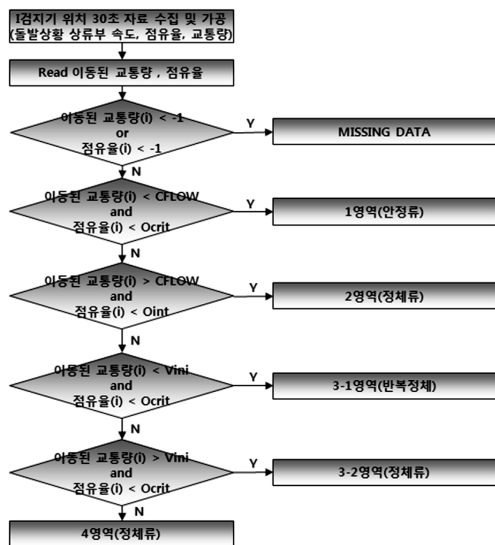 I검지기 위치 30초 자료 수집 및 가공
(돌발상황 상류부 속도, 점유율, 교통량)
Read 이동된 교통량 , 점유율
이동된 교통량(i) < -1
or
점유율(i) < -1
Y
MISSING DATA
N
이동된 교통량(i) < CFLOW
and
점유율(i) < Ocrit
Y
1영역(안정류)
N
이동된 교통량(i) > CFLOW
and
점유율(i) < Oint
Y
2영역(정체류)
N
이동된 교통량(i) < Vini
and
점유율(i) < Ocrit
Y
3-1영역(반복정체)
N
이동된 교통량(i) > Vini
and
점유율(i) < Ocrit
Y
3-2영역(정체류)
N
4영역(정체류)